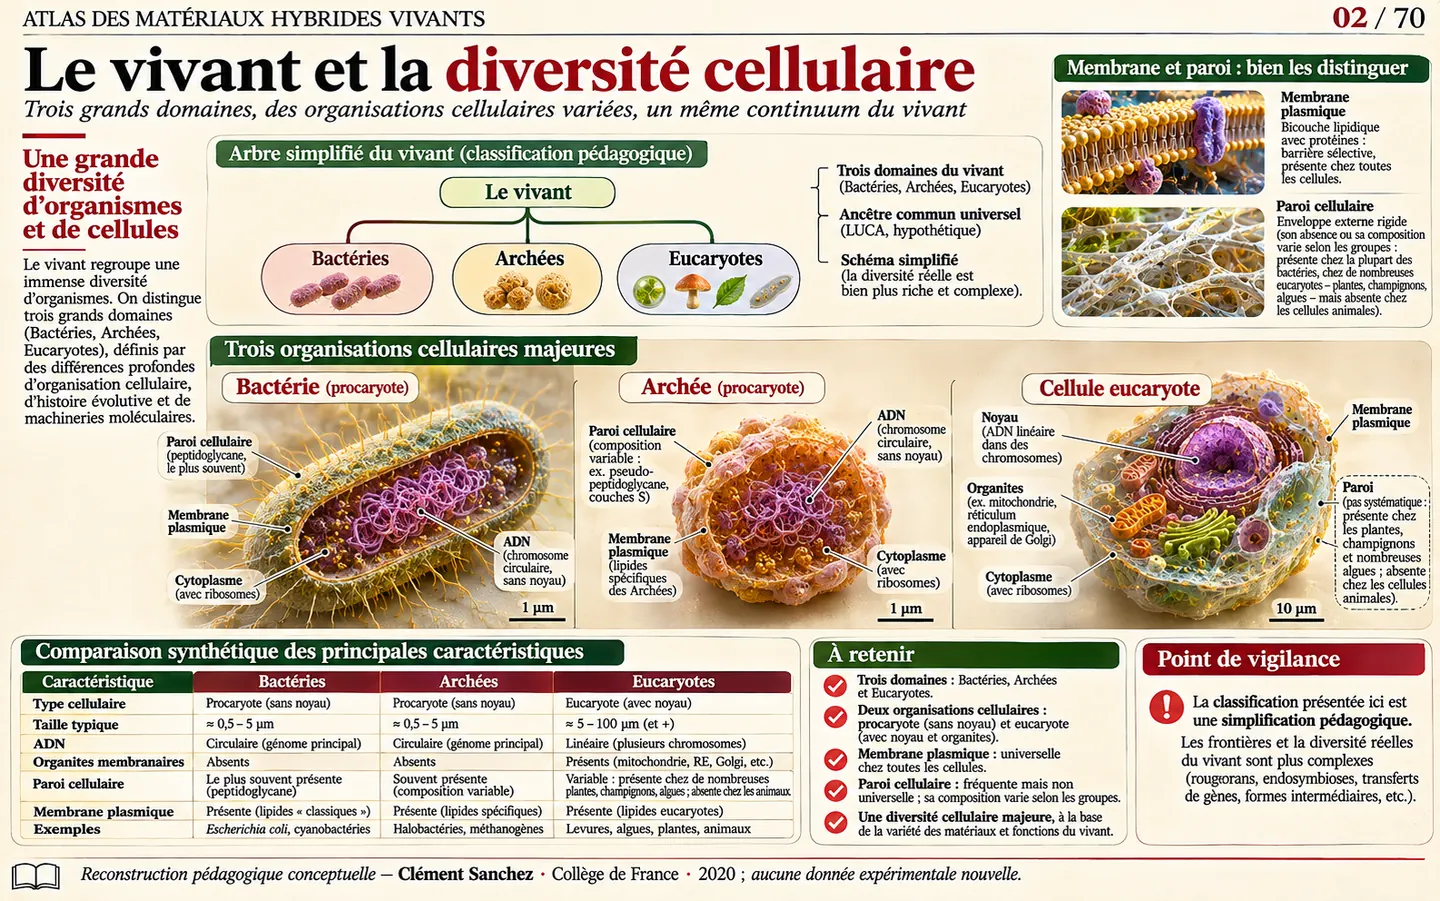 ATLAS DES MATÉRIAUX HYBRIDES VIVANTS
02 / 70
Le vivant et la diversité cellulaire
Trois grands domaines, des organisations cellulaires variées, un même continuum du vivant
Une grande
diversité
d'organismes
et de cellules
Le vivant regroupe une
immense diversité
d'organismes. On distingue
trois grands domaines
(Bactéries, Archées,
Eucaryotes), définis par
des différences profondes
d'organisation cellulaire,
d'histoire évolutive et de
machineries moléculaires.
Arbre simplifié du vivant (classification pédagogique)
Le vivant
Bactéries
Archées
Eucaryotes
Trois domaines du vivant
(Bactéries, Archées, Eucaryotes)
Ancêtre commun universel
(LUCA, hypothétique)
Schéma simplifié
(la diversité réelle est
bien plus riche et complexe).
Membrane et paroi : bien les distinguer
Membrane
plasmique
Bicouche lipidique
avec protéines :
barrière sélective,
présente chez toutes
les cellules.
Paroi cellulaire
Enveloppe externe rigide
(son absence ou sa composition
varie selon les groupes :
présente chez la plupart des
bactéries, chez de nombreuses
eucaryotes – plantes, champignons,
algues – mais absente chez
les cellules animales).
Trois organisations cellulaires majeures
Bactérie (procaryote)
Paroi cellulaire
(peptidoglycane,
le plus souvent)
Membrane
plasmique
Cytoplasme
(avec ribosomes)
ADN
(chromosome
circulaire,
sans noyau)
1 µm
Archée (procaryote)
Paroi cellulaire
(composition
variable :
ex. pseudo-
peptidoglycane,
couches S)
Membrane
plasmique
(lipides
spécifiques
des Archées)
ADN
(chromosome
circulaire,
sans noyau)
Cytoplasme
(avec
ribosomes)
1 µm
Cellule eucaryote
Noyau
(ADN linéaire
dans des
chromosomes)
Organites
(ex. mitochondrie,
réticulum
endoplasmique,
appareil de Golgi)
Cytoplasme
(avec ribosomes)
Membrane
plasmique
Paroi
(pas systématique :
présente chez
les plantes,
champignons
et nombreuses
algues ; absente
chez les cellules
animales).
10 µm
Comparaison synthétique des principales caractéristiques
Caractéristique Bactéries Archées Eucaryotes
Type cellulaire Procaryote (sans noyau) Procaryote (sans noyau) Eucaryote (avec noyau)
Taille typique ≈ 0,5 – 5 µm ≈ 0,5 – 5 µm ≈ 5 – 100 µm (et +)
ADN Circulaire (génome principal) Circulaire (génome principal) Linéaire (plusieurs chromosomes)
Organites membranaires Absents Absents Présents (mitochondrie, RE, Golgi, etc.)
Paroi cellulaire Le plus souvent présente (peptidoglycane) Souvent présente (composition variable) Variable : présente chez de nombreuses plantes, champignons, algues ; absente chez les animaux
Membrane plasmique Présente (lipides « classiques ») Présente (lipides spécifiques) Présente (lipides eucaryotes)
Exemples Escherichia coli, cyanobactéries Halobactéries, méthanogènes Levures, algues, plantes, animaux
À retenir
Trois domaines : Bactéries, Archées
et Eucaryotes.
Deux organisations cellulaires :
procaryote (sans noyau) et eucaryote
(avec noyau et organites).
Membrane plasmique : universelle
chez toutes les cellules.
Paroi cellulaire : fréquente mais non
universelle ; sa composition varie selon les groupes.
Une diversité cellulaire majeure, à la base
de la variété des matériaux et fonctions du vivant.
Point de vigilance
La classification présentée ici est
une simplification pédagogique.
Les frontières et la diversité réelles
du vivant sont plus complexes
(rougorans, endosymbioses, transferts
de gènes, formes intermédiaires, etc.).
Reconstruction pédagogique conceptuelle — Clément Sanchez · Collège de France · 2020 ; aucune donnée expérimentale nouvelle.